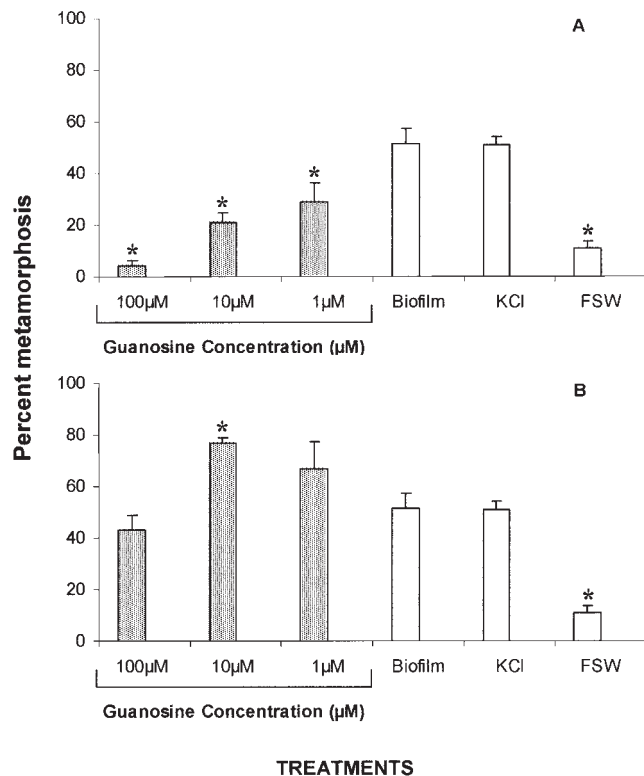 A
100
80
60
40
20
0
*
*
*
*
100µM 10µM 1µM Biofilm KCl FSW
Guanosine Concentration (µM)
Percent metamorphosis
B
100
80
60
40
20
0
*
*
100µM 10µM 1µM Biofilm KCl FSW
Guanosine Concentration (µM)
TREATMENTS